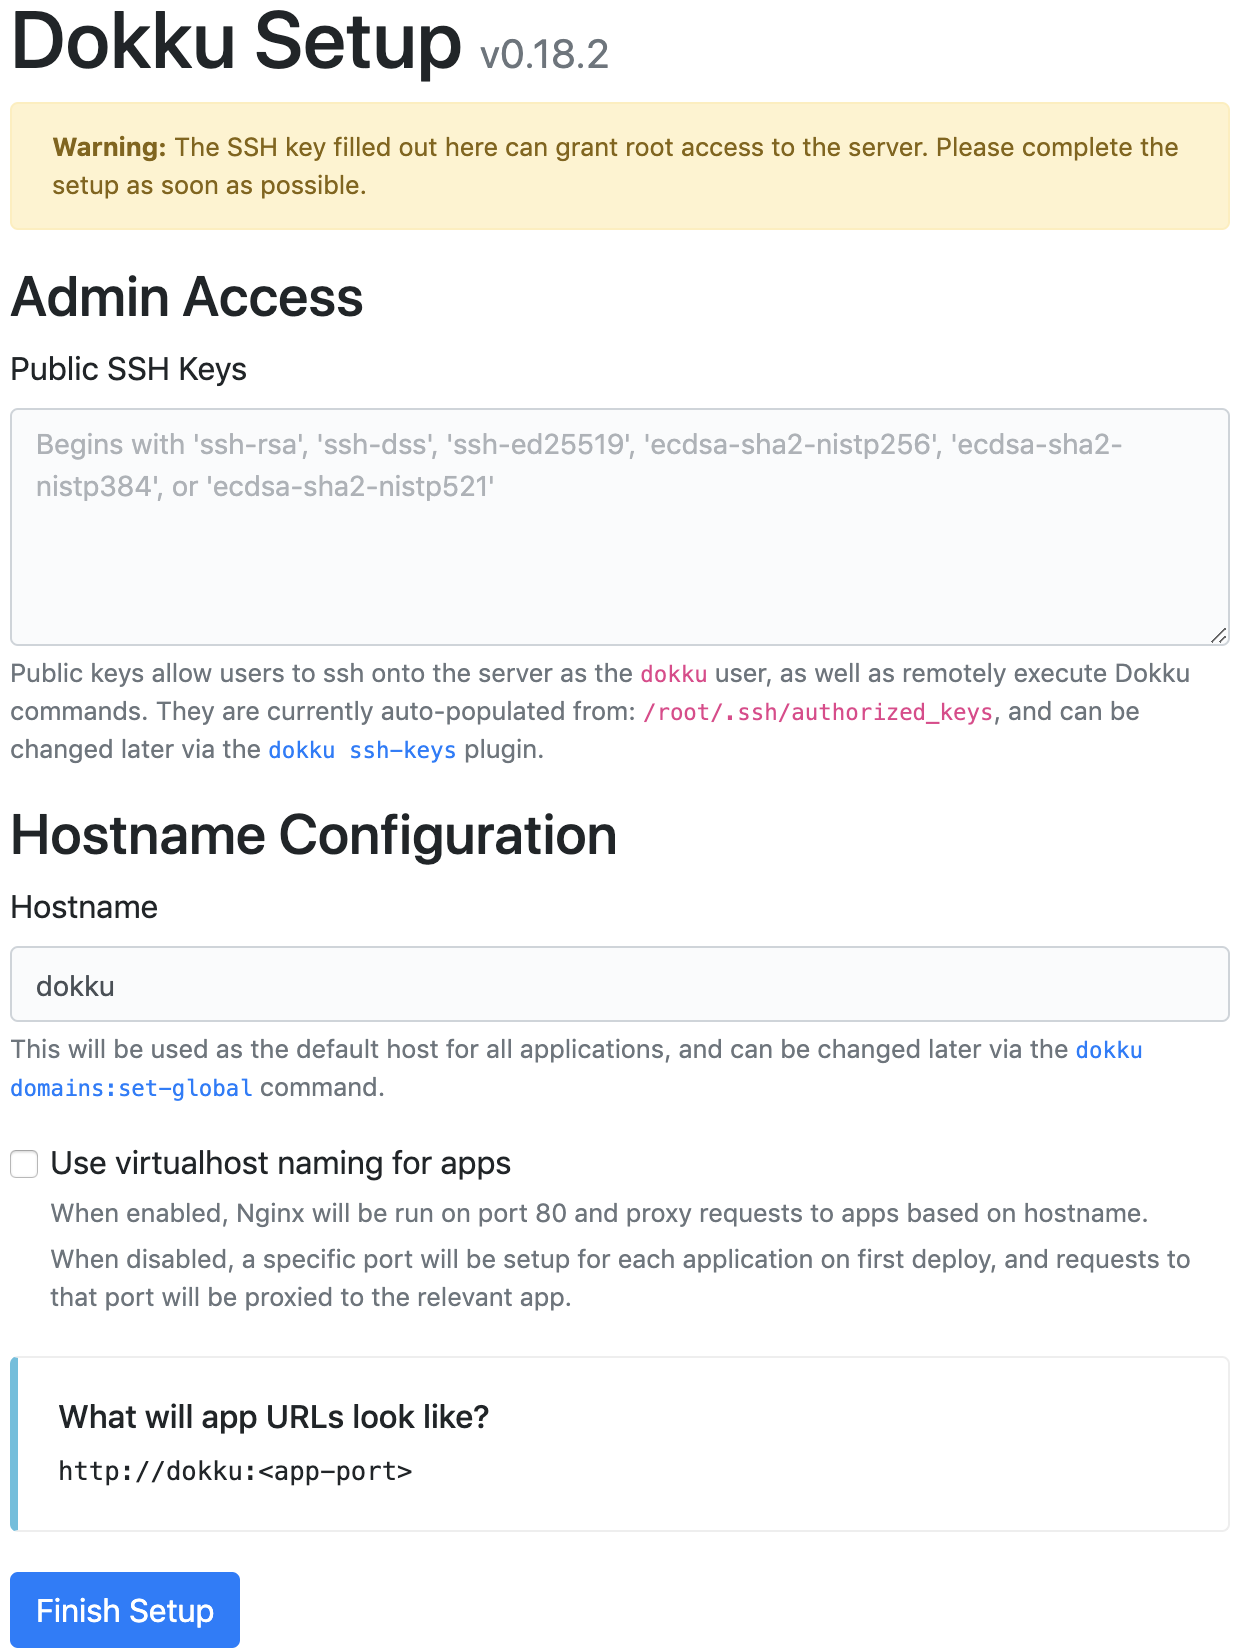 Dokku Setup v0.18.2
Warning: The SSH key filled out here can grant root access to the server. Please complete the
setup as soon as possible.
Admin Access
Public SSH Keys
Begins with 'ssh-rsa', 'ssh-dss', 'ssh-ed25519', 'ecdsa-sha2-nistp256', 'ecdsa-sha2-
nistp384', or 'ecdsa-sha2-nistp521'
Public keys allow users to ssh onto the server as the dokku user, as well as remotely execute Dokku
commands. They are currently auto-populated from: /root/.ssh/authorized_keys, and can be
changed later via the dokku ssh-keys plugin.
Hostname Configuration
Hostname
dokku
This will be used as the default host for all applications, and can be changed later via the dokku
domains:set-global command.
Use virtualhost naming for apps
When enabled, Nginx will be run on port 80 and proxy requests to apps based on hostname.
When disabled, a specific port will be setup for each application on first deploy, and requests to
that port will be proxied to the relevant app.
What will app URLs look like?
http://dokku:<app-port>
Finish Setup